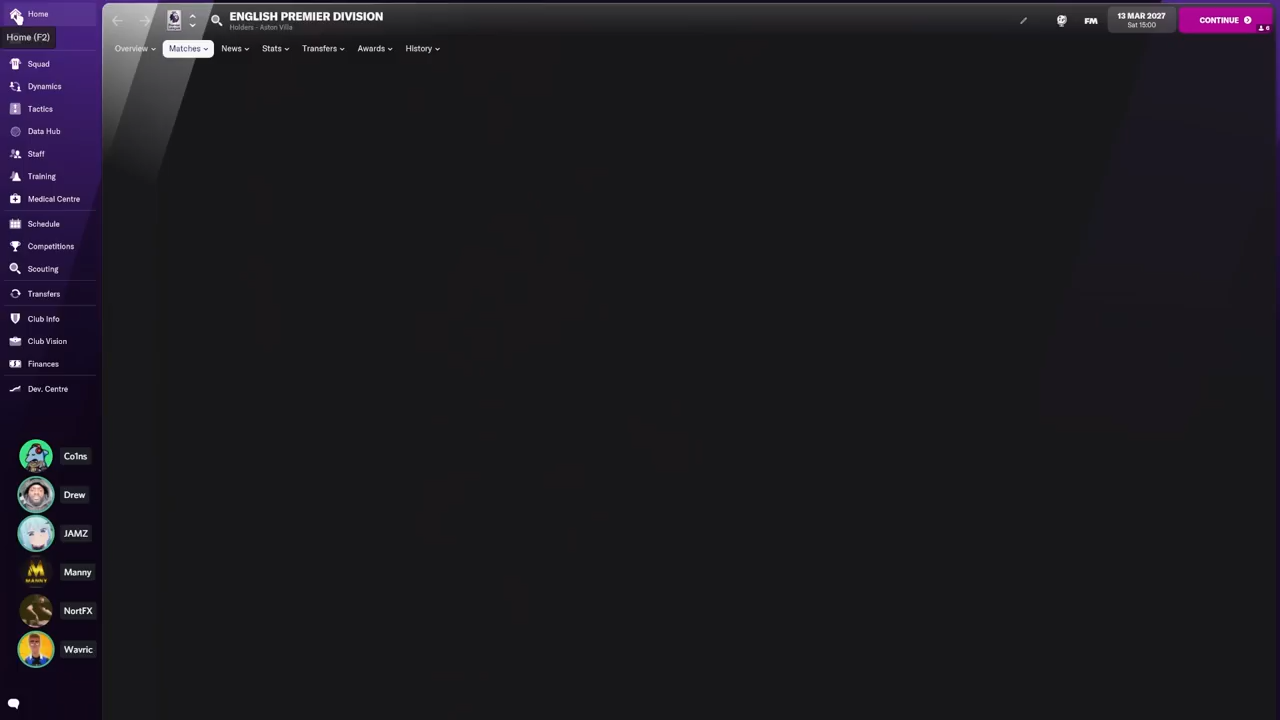 Home
Home (F2)
Squad
Dynamics
Tactics
Data Hub
Staff
Training
Medical Centre
Schedule
Competitions
Scouting
Transfers
Club Info
Club Vision
Finances
Dev. Centre
Co1ns
Drew
JAMZ
MANNY
Manny
NortFX
Wavric
ENGLISH PREMIER DIVISION
Holders - Aston Villa
FM
13 MAR 2027
Sat 15:00
CONTINUE
6
Overview
Matches
News
Stats
Transfers
Awards
History